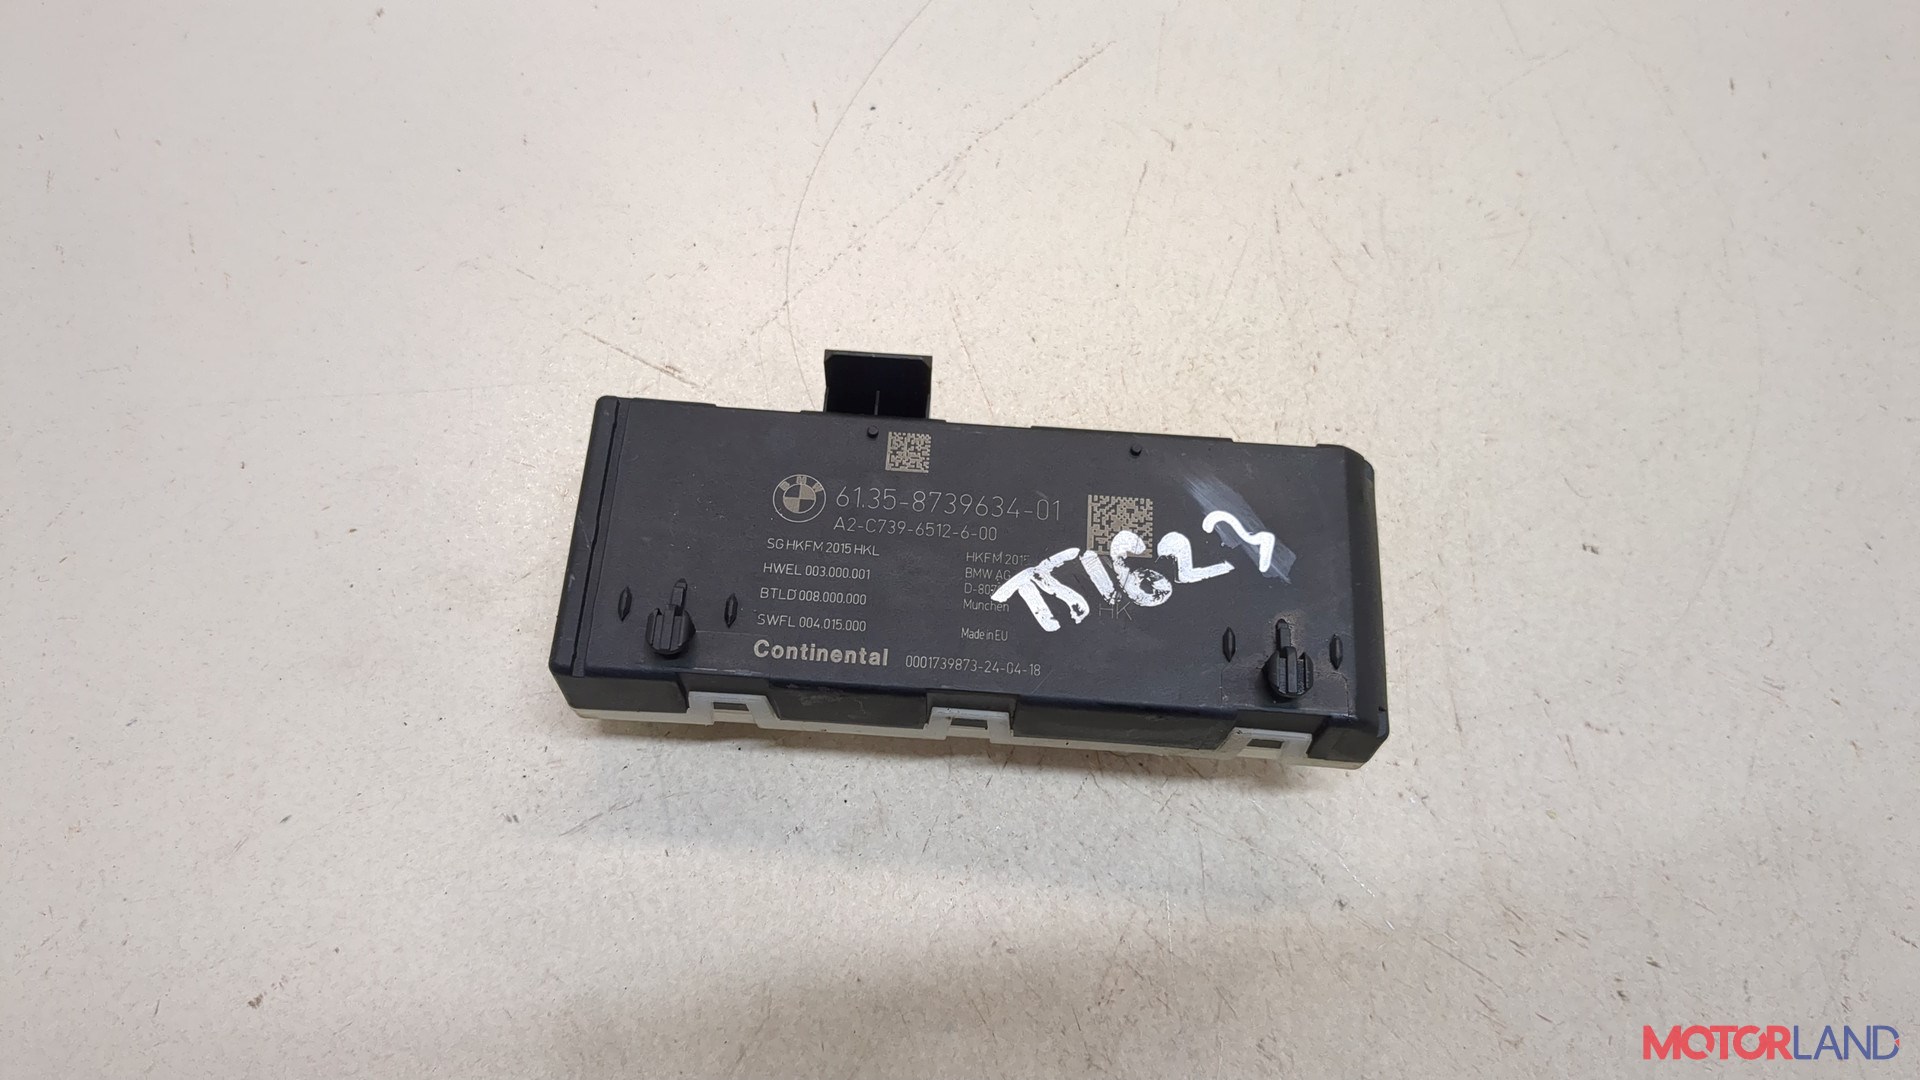 BMW
61.35-8739634-01
A2-C739-6512-6-00
SG HKFM 2015 HKL
HWEL 003.000.001
BTLD 008.000.000
SWFL 004.015.000
HKFM 2015
BMW AG
München
Made in EU
HK
Continental 0001739873-24-04-18
MOTORLAND